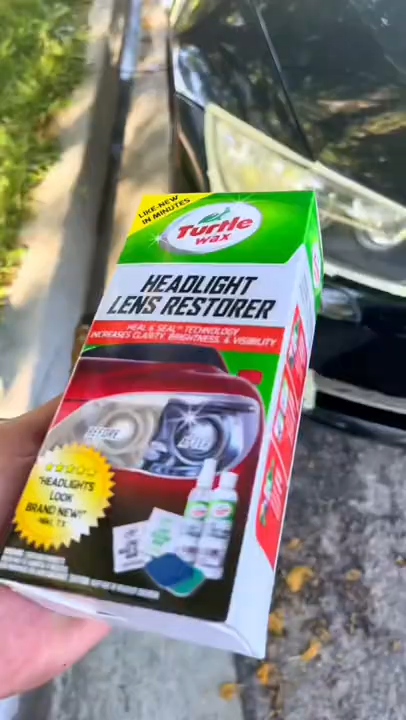 LIKE-NEW
IN MINUTES
Turtle
wax
HEADLIGHT
LENS RESTORER
HEAL & SEAL™ TECHNOLOGY
INCREASES CLARITY, BRIGHTNESS, & VISIBILITY
BEFORE
AFTER
"HEADLIGHTS
LOOK
BRAND NEW!"